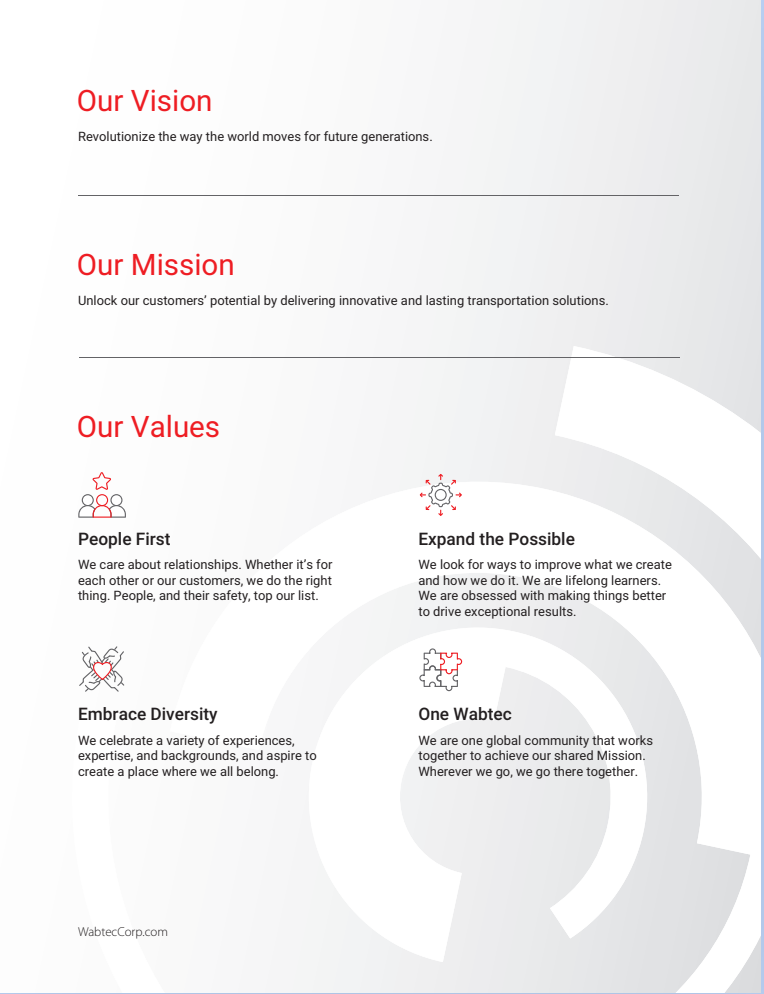 Our Vision
Revolutionize the way the world moves for future generations.
Our Mission
Unlock our customers’ potential by delivering innovative and lasting transportation solutions.
Our Values
People First
We care about relationships. Whether it’s for
each other or our customers, we do the right
thing. People, and their safety, top our list.
Expand the Possible
We look for ways to improve what we create
and how we do it. We are lifelong learners.
We are obsessed with making things better
to drive exceptional results.
Embrace Diversity
We celebrate a variety of experiences,
expertise, and backgrounds, and aspire to
create a place where we all belong.
One Wabtec
We are one global community that works
together to achieve our shared Mission.
Wherever we go, we go there together.
WabtecCorp.com